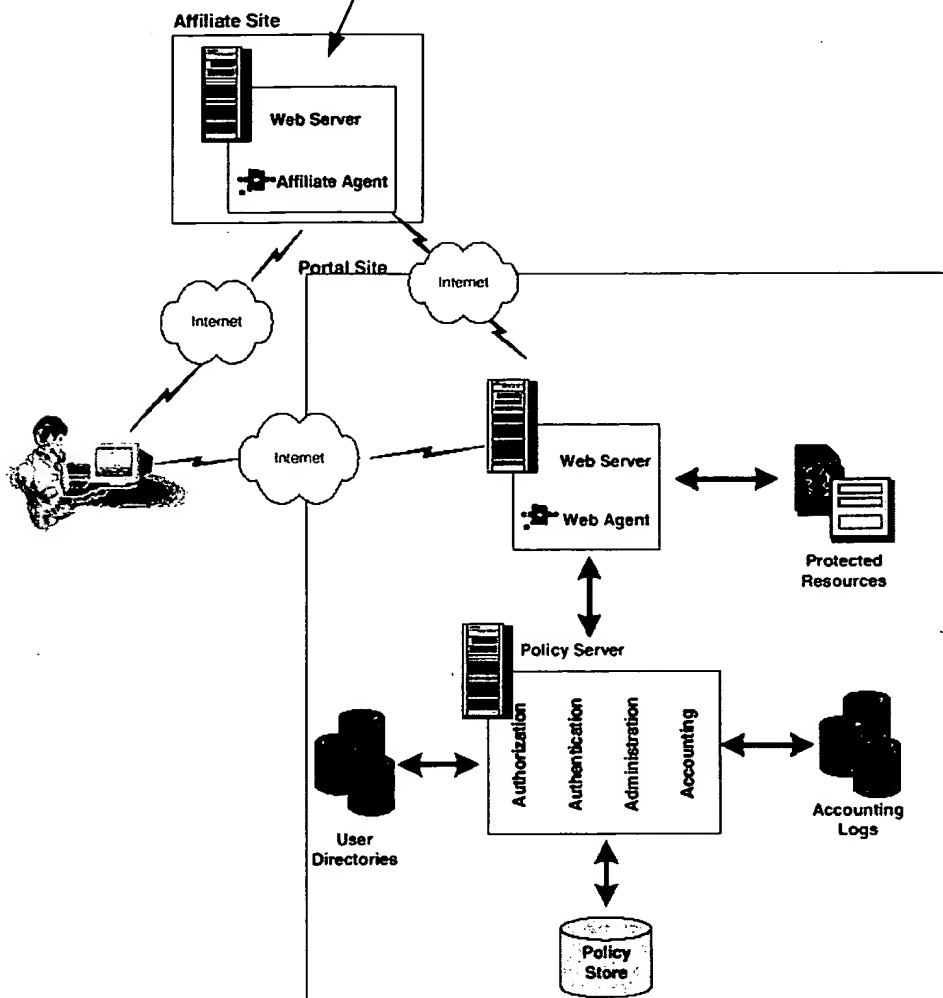 Affiliate Site
Web Server
Affiliate Agent
Portal Site
Internet
Internet
Internet
Web Server
Web Agent
Protected
Resources
Policy Server
Authorization
Authentication
Administration
Accounting
User
Directories
Accounting
Logs
Policy
Store